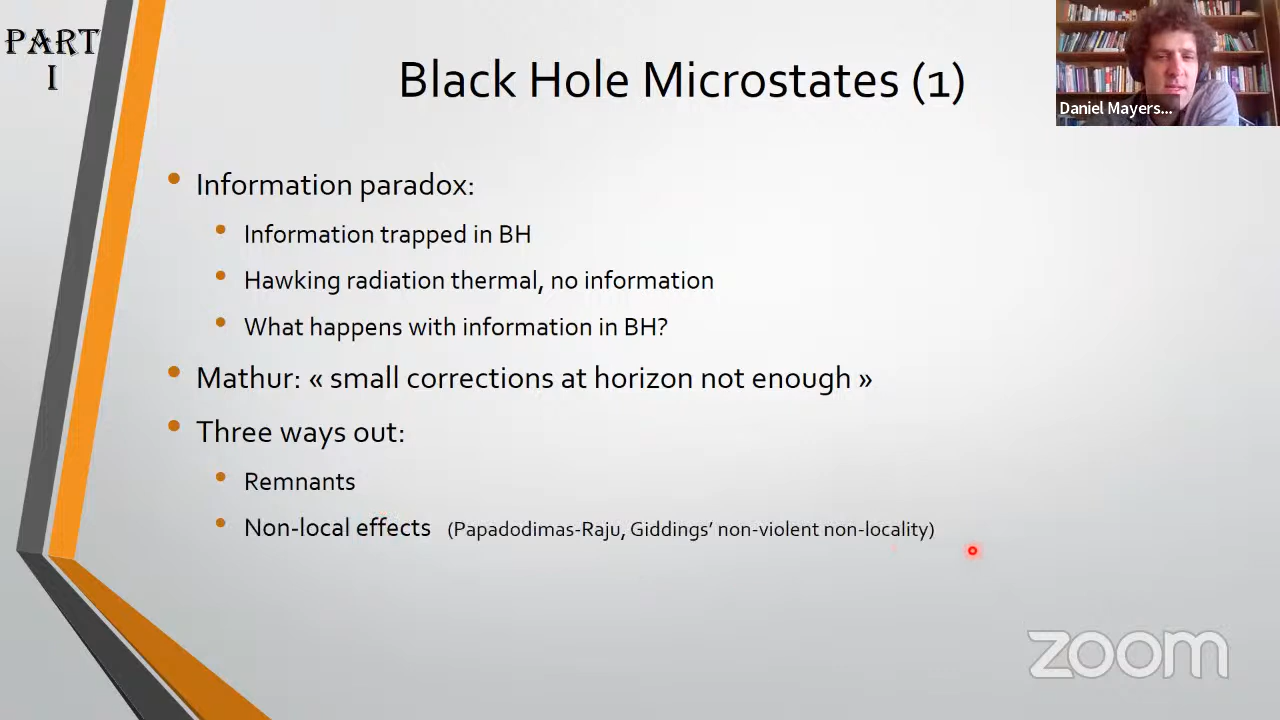 PART
I
Black Hole Microstates (1)
Daniel Mayers...
• Information paradox:
• Information trapped in BH
• Hawking radiation thermal, no information
• What happens with information in BH?
• Mathur: « small corrections at horizon not enough »
• Three ways out:
• Remnants
• Non-local effects (Papadodimas-Raju, Giddings’ non-violent non-locality)
zoom